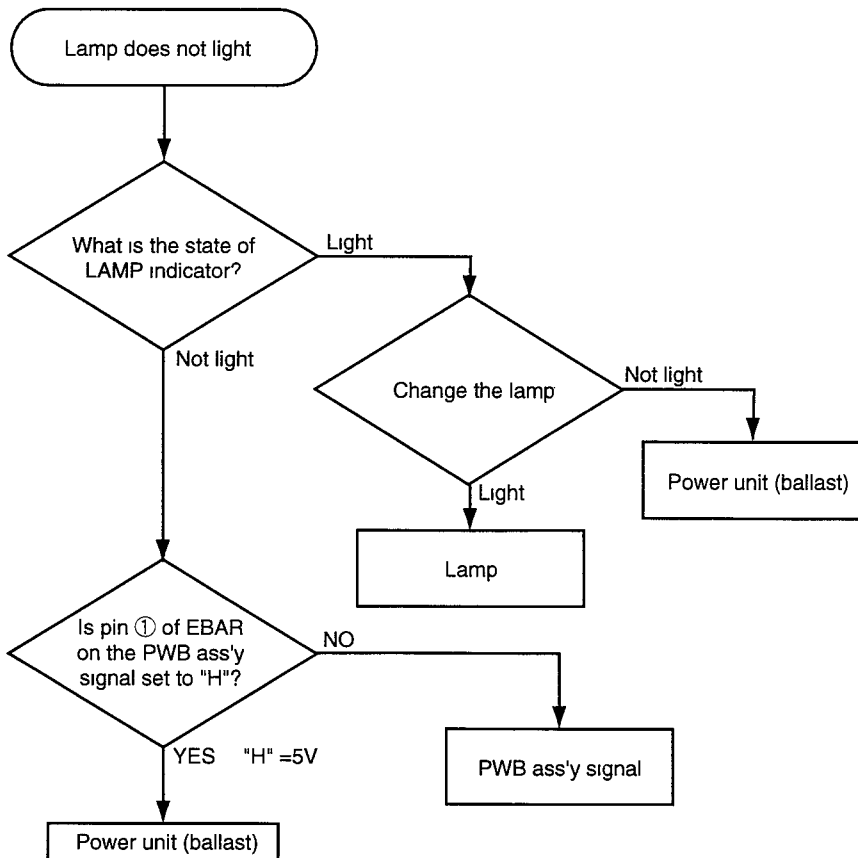 Lamp does not light
What is the state of
LAMP indicator?
Light
Not light
Change the lamp
Not light
Power unit (ballast)
Light
Lamp
Is pin ① of EBAR
on the PWB ass'y
signal set to "H"?
NO
YES "H" =5V
PWB ass'y signal
Power unit (ballast)